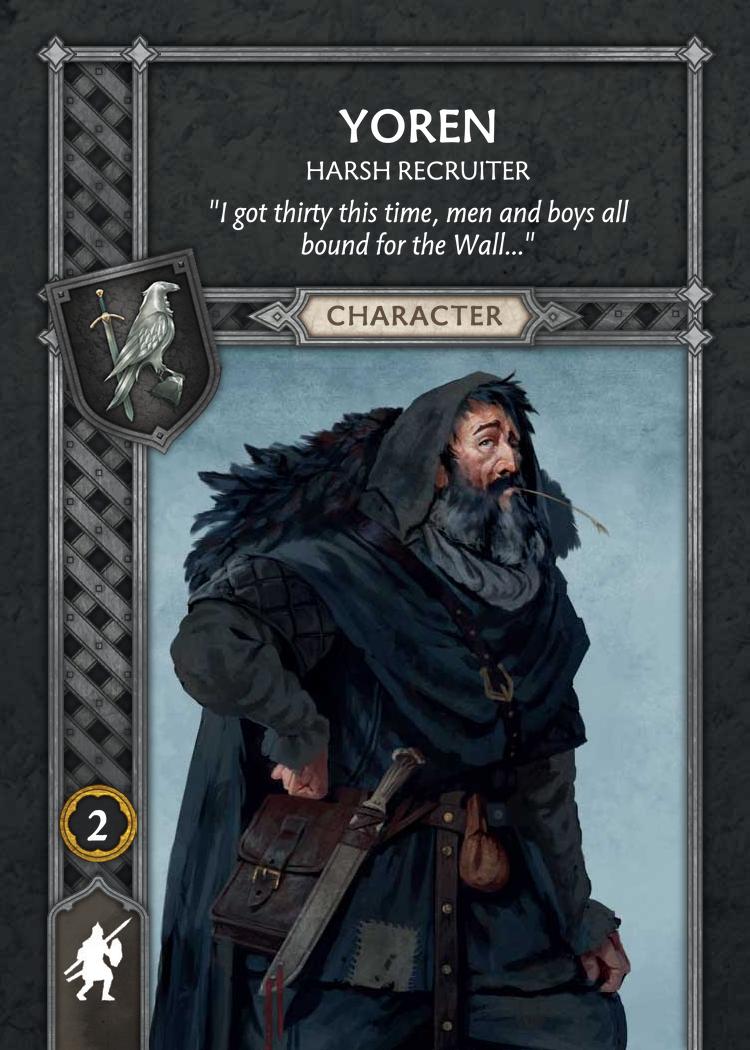 YOREN
HARSH RECRUITER
"I got thirty this time, men and boys all
bound for the Wall..."
CHARACTER
2